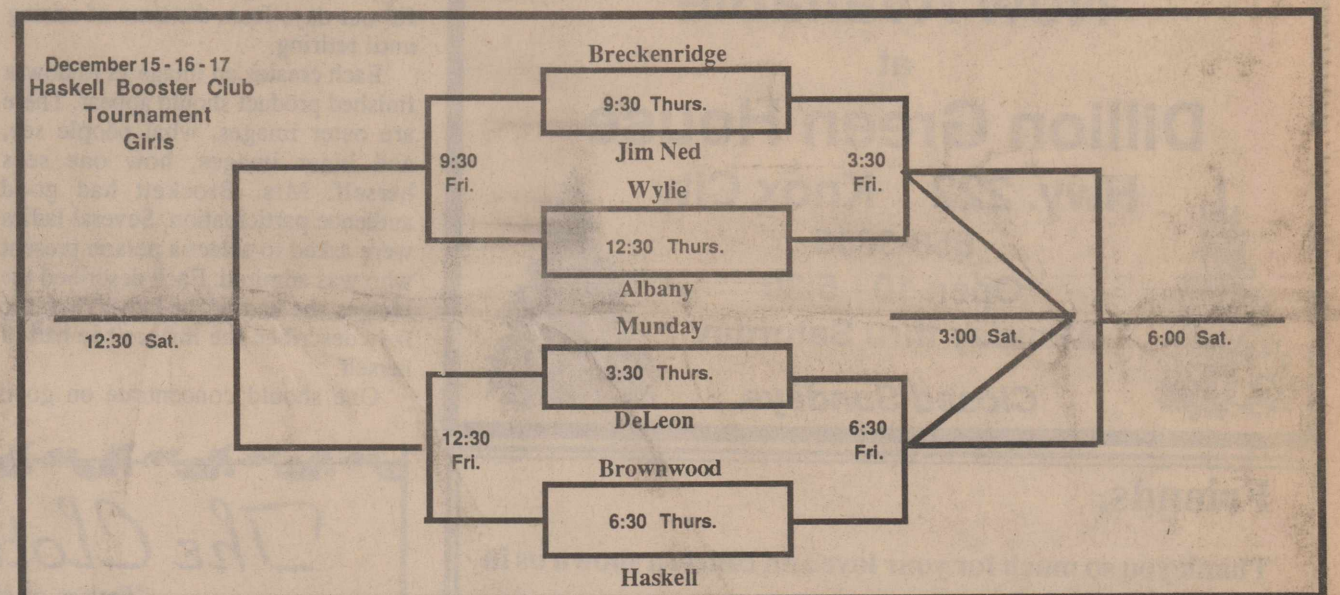 December 15 - 16 - 17
Haskell Booster Club
Tournament
Girls
Breckenridge
9:30 Thurs.
Jim Ned
Wylie
12:30 Thurs.
Albany
Munday
3:30 Thurs.
DeLeon
Brownwood
6:30 Thurs.
Haskell
9:30
Fri.
12:30
Fri.
12:30 Sat.
3:30
Fri.
6:30
Fri.
3:00 Sat.
6:00 Sat.